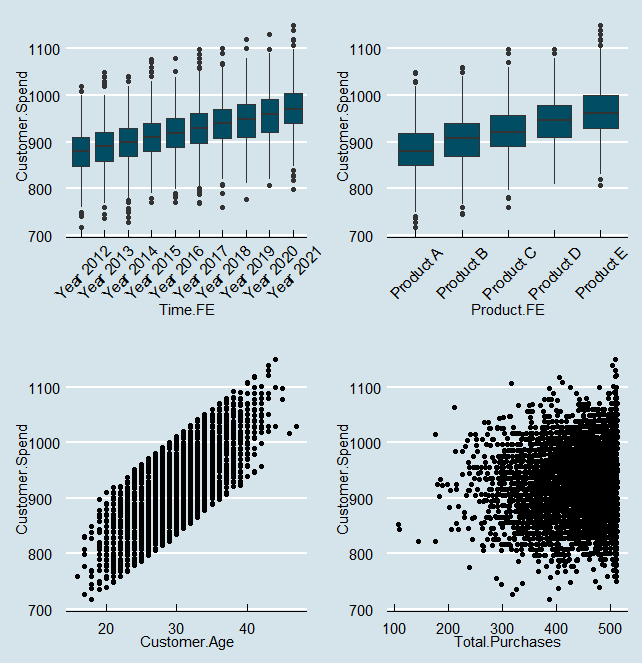 Customer.Spend
1100
1000
900
800
700
Year 2012
Year 2013
Year 2014
Year 2015
Year 2016
Year 2017
Year 2018
Year 2019
Year 2020
Year 2021
Time.FE
Customer.Spend
1100
1000
900
800
700
Product A
Product B
Product C
Product D
Product E
Product.FE
Customer.Spend
1100
1000
900
800
700
20 30 40
Customer.Age
Customer.Spend
1100
1000
900
800
700
100 200 300 400 500
Total.Purchases